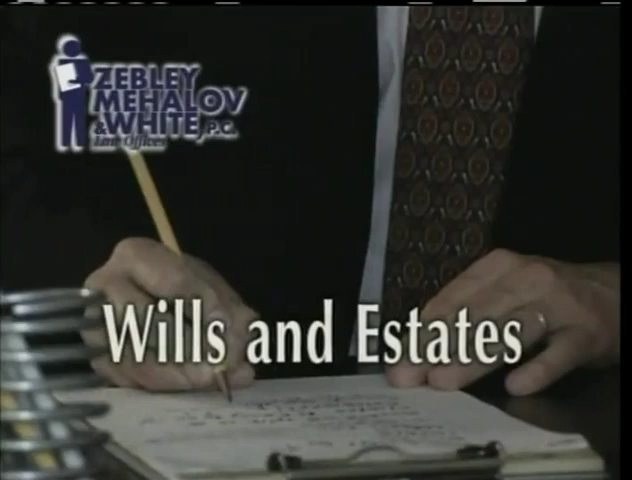 ZEBLEY
MEHALOV
& WHITE, P.C.
Law Offices
Wills and Estates